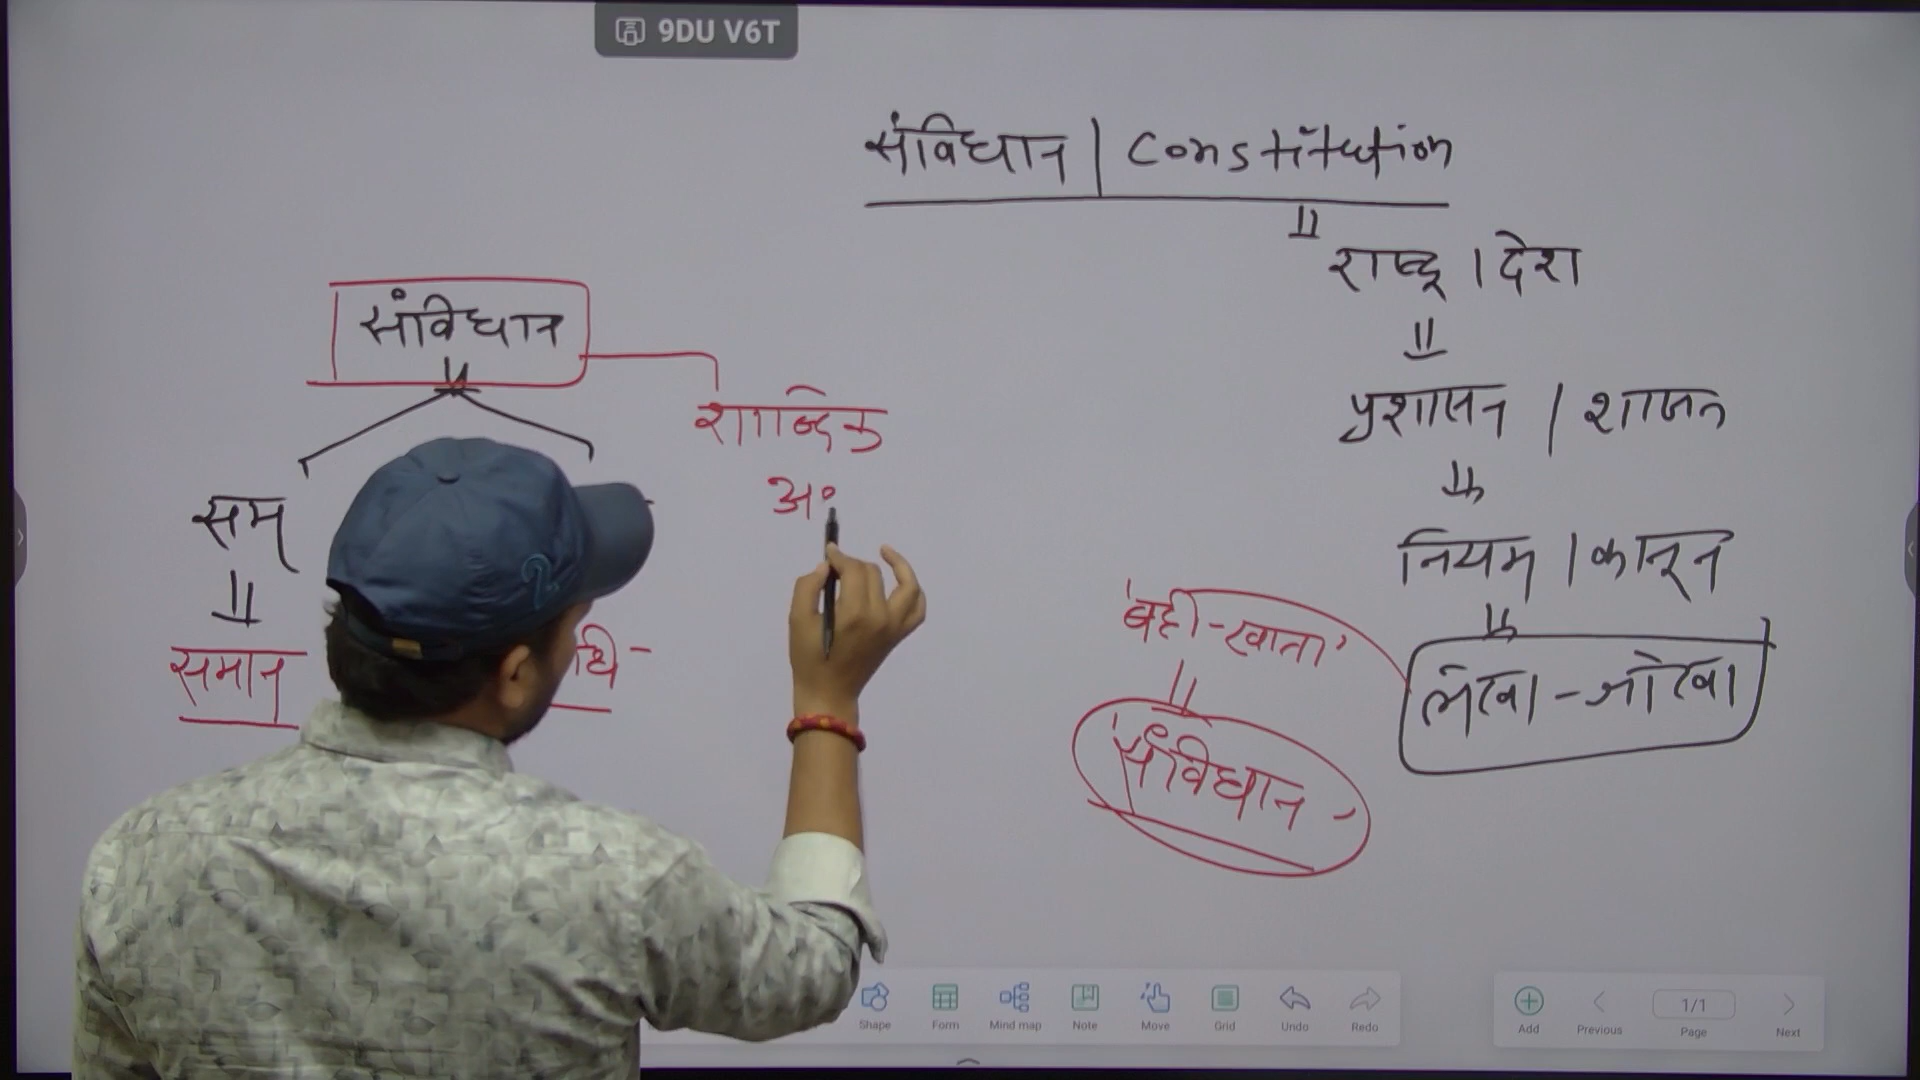 9DU V6T
संविधान | Constitution
राष्ट्र | देश
प्रशासन / शासन
नियम | कानून
लेखा - जोखा
'बही-खाता'
'संविधान'
संविधान
शाब्दिक
सम्
समान
Shape Form Mind map Note Move Grid Undo Redo
Add Previous 1/1 Page Next